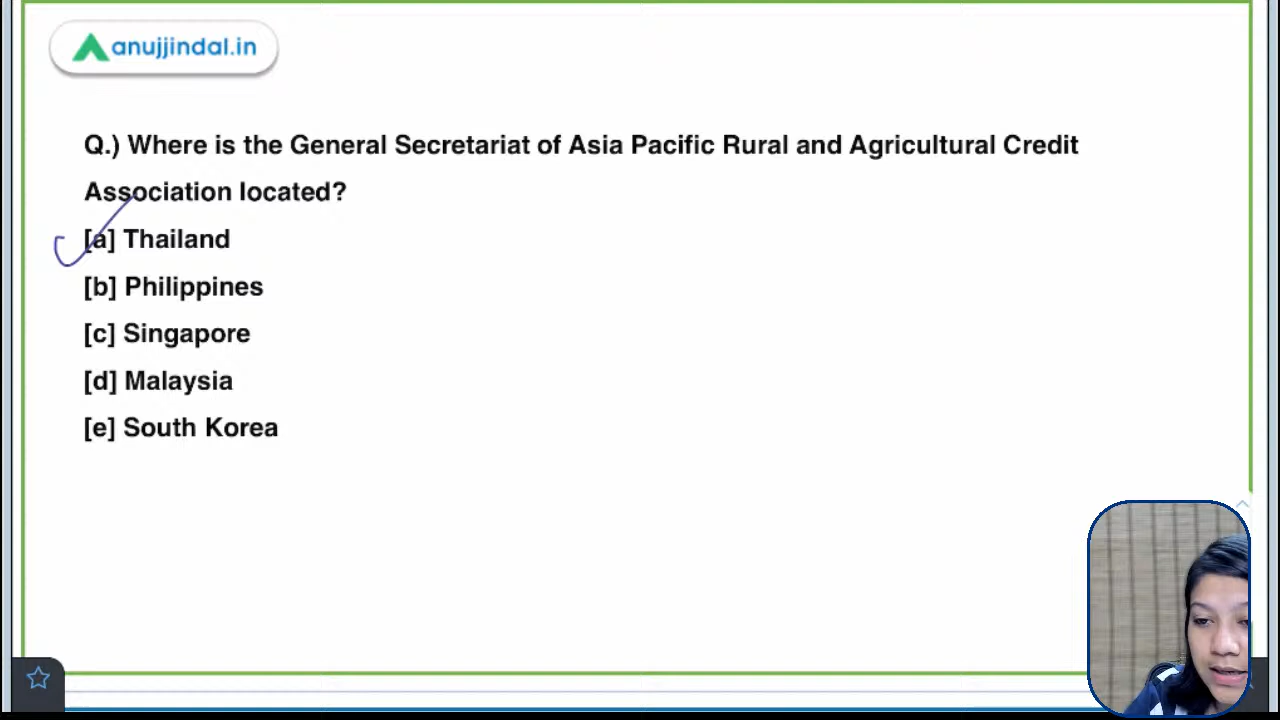 anujjindal.in
Q.) Where is the General Secretariat of Asia Pacific Rural and Agricultural Credit
Association located?
[a] Thailand
[b] Philippines
[c] Singapore
[d] Malaysia
[e] South Korea